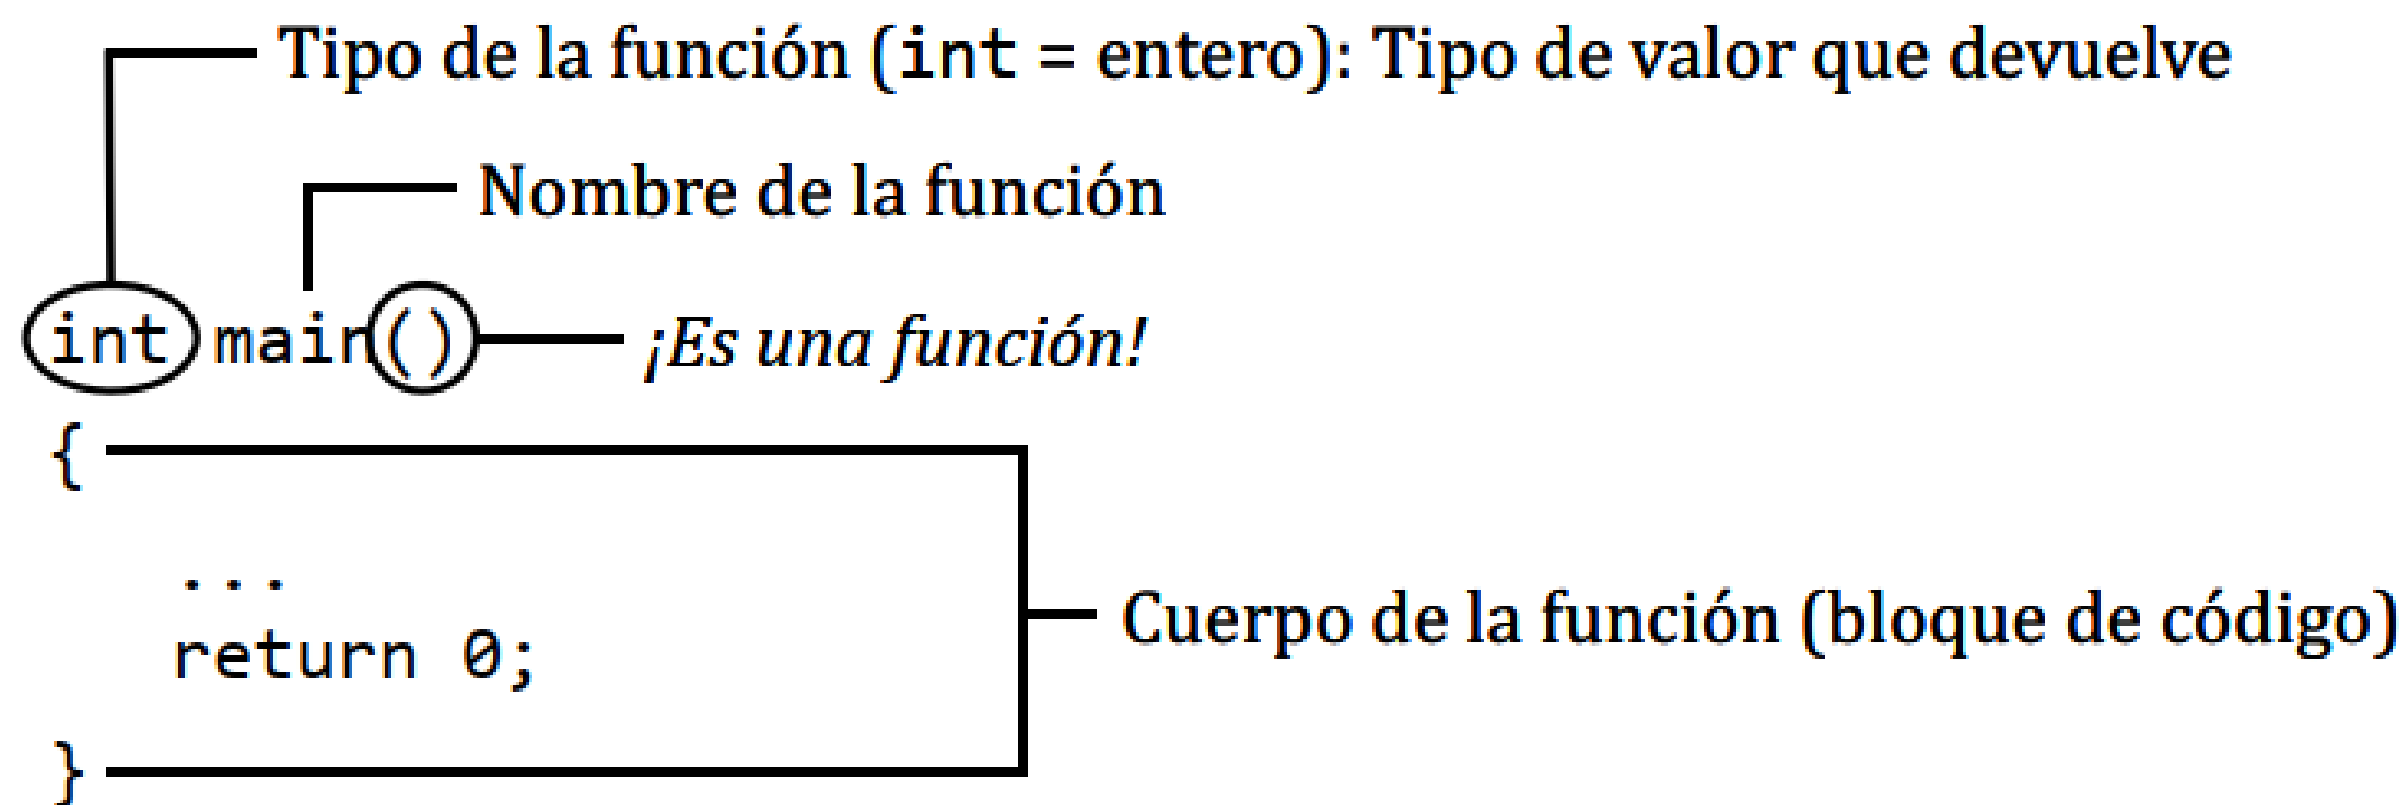 Tipo de la función (int = entero): Tipo de valor que devuelve
Nombre de la función
int main() ¡Es una función!
{
...
return 0;
Cuerpo de la función (bloque de código)
}